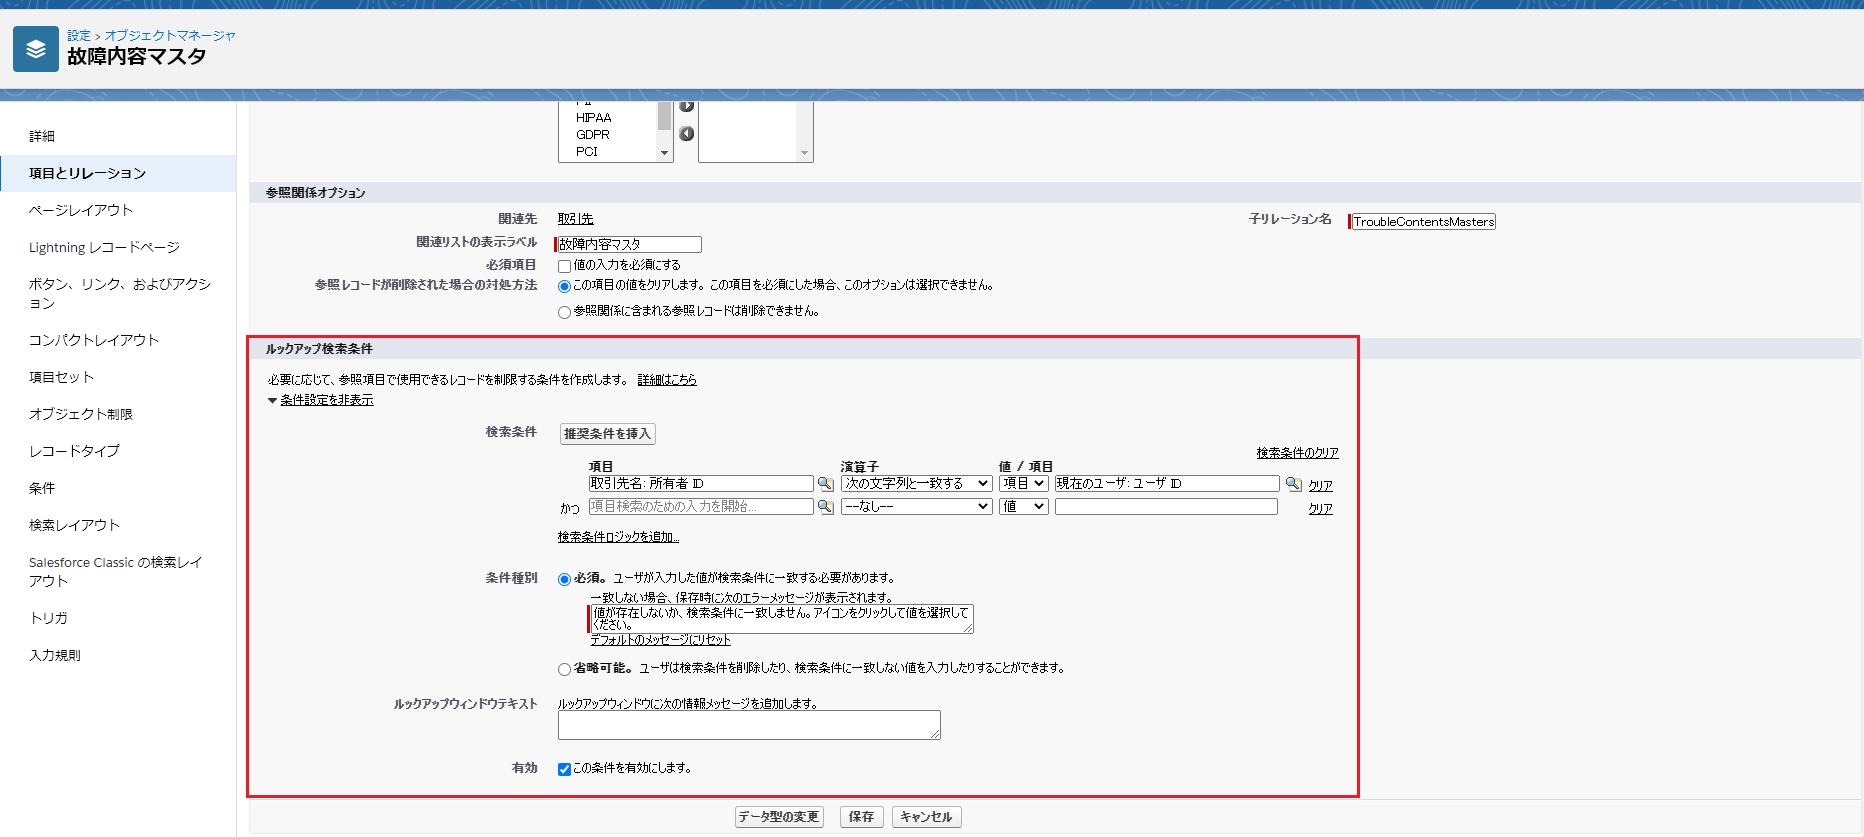 設定 > オブジェクトマネージャ
故障内容マスタ
詳細
項目とリレーション
ページレイアウト
Lightning レコードページ
ボタン、リンク、およびアクシ
ョン
コンパクトレイアウト
項目セット
オブジェクト制限
レコードタイプ
条件
検索レイアウト
Salesforce Classic の検索レイ
アウト
トリガ
入力規則
HIPAA
GDPR
PCI
参照関係オプション
関連先 取引先 子リレーション名 TroubleContentsMasters
関連リストの表示ラベル 故障内容マスタ
必須項目 値の入力を必須にする
参照レコードが削除された場合の対処方法 この項目の値をクリアします。この項目を必須にした場合、このオプションは選択できません。
参照関係に含まれる参照レコードは削除できません。
ルックアップ検索条件
必要に応じて、参照項目で使用できるレコードを制限する条件を作成します。 詳細はこちら
条件設定を非表示
検索条件 推奨条件を挿入
検索条件のクリア
項目 演算子 値 / 項目
取引先名: 所有者 ID 次の文字列と一致する 項目 現在のユーザ: ユーザ ID クリア
かつ 項目検索のための入力を開始... --なし-- 値 クリア
検索条件ロジックを追加...
条件種別 必須。 ユーザが入力した値が検索条件に一致する必要があります。
一致しない場合、保存時に次のエラーメッセージが表示されます。
値が存在しないか、検索条件に一致しません。アイコンをクリックして値を選択して
ください。
デフォルトのメッセージにリセット
省略可能。 ユーザは検索条件を削除したり、検索条件に一致しない値を入力したりすることができます。
ルックアップウィンドウテキスト ルックアップウィンドウに次の情報メッセージを追加します。
有効 この条件を有効にします。
データ型の変更 保存 キャンセル